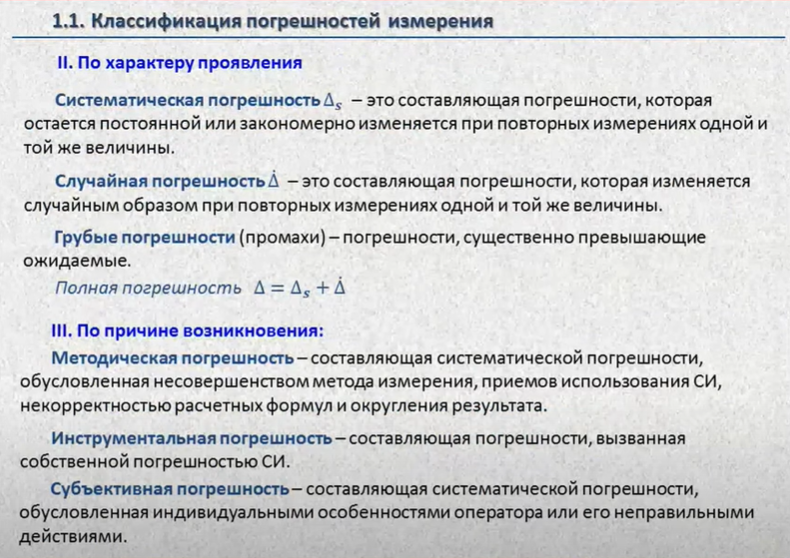 1.1. Классификация погрешностей измерения
II. По характеру проявления
Систематическая погрешность Δₛ – это составляющая погрешности, которая
остается постоянной или закономерно изменяется при повторных измерениях одной и
той же величины.
Случайная погрешность Δ̇ – это составляющая погрешности, которая изменяется
случайным образом при повторных измерениях одной и той же величины.
Грубые погрешности (промахи) – погрешности, существенно превышающие
ожидаемые.
Полная погрешность Δ = Δₛ + Δ̇
III. По причине возникновения:
Методическая погрешность – составляющая систематической погрешности,
обусловленная несовершенством метода измерения, приемов использования СИ,
некорректностью расчетных формул и округления результата.
Инструментальная погрешность – составляющая погрешности, вызванная
собственной погрешностью СИ.
Субъективная погрешность – составляющая систематической погрешности,
обусловленная индивидуальными особенностями оператора или его неправильными
действиями.